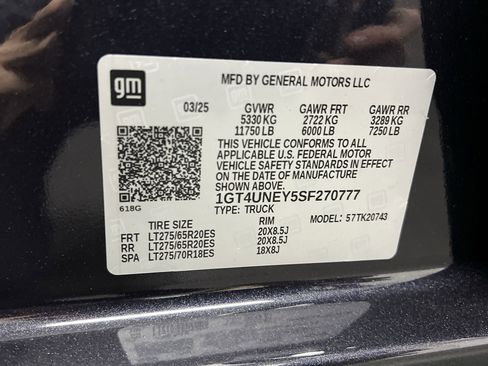 gm
MFD BY GENERAL MOTORS LLC
03/25 GVWR GAWR FRT GAWR RR
5330 KG 2722 KG 3289 KG
11750 LB 6000 LB 7250 LB
THIS VEHICLE CONFORMS TO ALL
APPLICABLE U.S. FEDERAL MOTOR
VEHICLE SAFETY STANDARDS IN EFFECT
ON THE DATE OF MANUFACTURE
SHOWN ABOVE.
1GT4UNEY5SF270777
618G TYPE: TRUCK MODEL: 57TK20743
TIRE SIZE RIM
FRT LT275/65R20ES 20X8.5J
RR LT275/65R20ES 20X8.5J
SPA LT275/70R18ES 18X8J